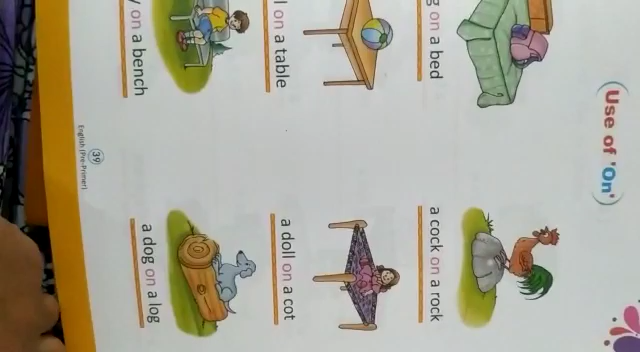 Use of 'On'
on a bed
a cock on a rock
on a table
a doll on a cot
on a bench
a dog on a log
39
English (Pre-Primer)